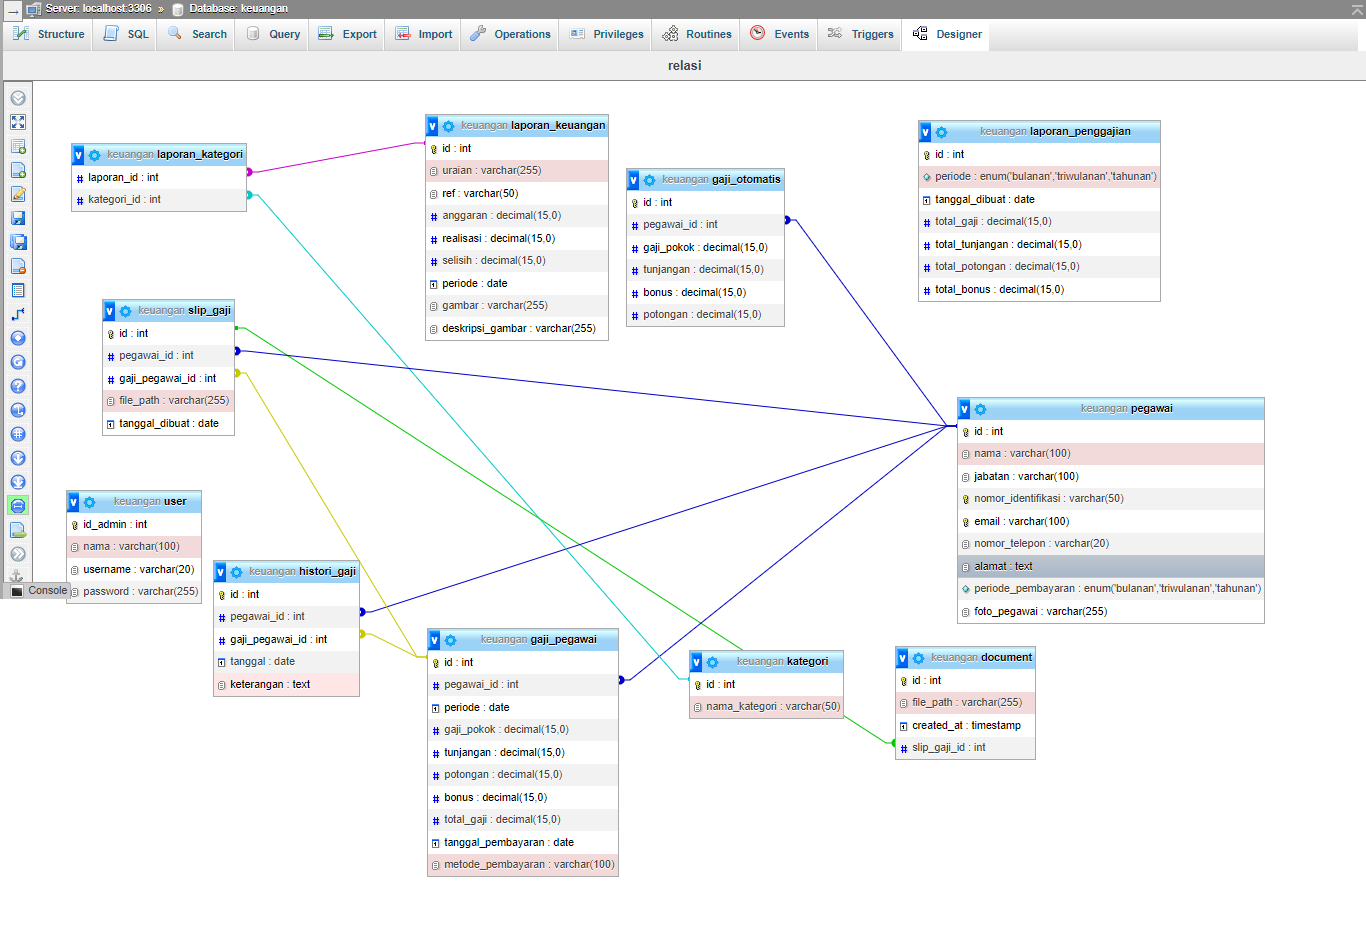 Server: localhost:3306 » Database: keuangan
Structure SQL Search Query Export Import Operations Privileges Routines Events Triggers Designer
relasi
keuangan laporan_kategori
# laporan_id : int
# kategori_id : int
keuangan laporan_keuangan
id : int
uraian : varchar(255)
ref : varchar(50)
# anggaran : decimal(15,0)
# realisasi : decimal(15,0)
# selisih : decimal(15,0)
periode : date
gambar : varchar(255)
deskripsi_gambar : varchar(255)
keuangan gaji_otomatis
id : int
# pegawai_id : int
# gaji_pokok : decimal(15,0)
# tunjangan : decimal(15,0)
# bonus : decimal(15,0)
# potongan : decimal(15,0)
keuangan laporan_penggajian
id : int
periode : enum('bulanan','triwulanan','tahunan')
tanggal_dibuat : date
# total_gaji : decimal(15,0)
# total_tunjangan : decimal(15,0)
# total_potongan : decimal(15,0)
# total_bonus : decimal(15,0)
keuangan slip_gaji
id : int
# pegawai_id : int
# gaji_pegawai_id : int
file_path : varchar(255)
tanggal_dibuat : date
keuangan pegawai
id : int
nama : varchar(100)
jabatan : varchar(100)
nomor_identifikasi : varchar(50)
email : varchar(100)
nomor_telepon : varchar(20)
alamat : text
periode_pembayaran : enum('bulanan','triwulanan','tahunan')
foto_pegawai : varchar(255)
keuangan user
id_admin : int
nama : varchar(100)
username : varchar(20)
password : varchar(255)
Console
keuangan histori_gaji
id : int
# pegawai_id : int
# gaji_pegawai_id : int
tanggal : date
keterangan : text
keuangan gaji_pegawai
id : int
# pegawai_id : int
periode : date
# gaji_pokok : decimal(15,0)
# tunjangan : decimal(15,0)
# potongan : decimal(15,0)
# bonus : decimal(15,0)
# total_gaji : decimal(15,0)
tanggal_pembayaran : date
metode_pembayaran : varchar(100)
keuangan kategori
id : int
nama_kategori : varchar(50)
keuangan document
id : int
file_path : varchar(255)
created_at : timestamp
# slip_gaji_id : int